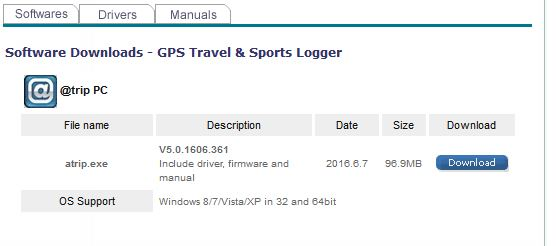 Softwares Drivers Manuals
Software Downloads - GPS Travel & Sports Logger
@
@trip PC
File name Description Date Size Download
V5.0.1606.361
atrip.exe Include driver, firmware and 2016.6.7 96.9MB Download
manual
OS Support Windows 8/7/Vista/XP in 32 and 64bit